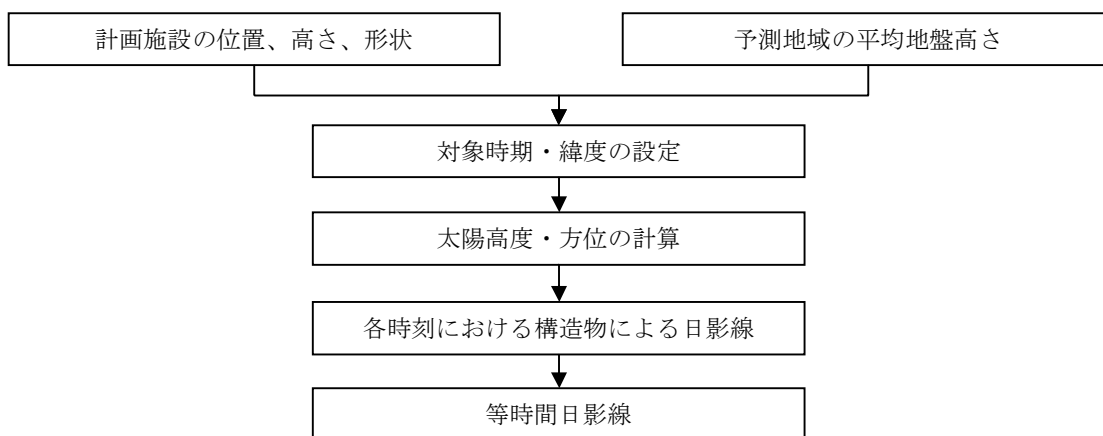 計画施設の位置、高さ、形状
予測地域の平均地盤高さ
対象時期・緯度の設定
太陽高度・方位の計算
各時刻における構造物による日影線
等時間日影線